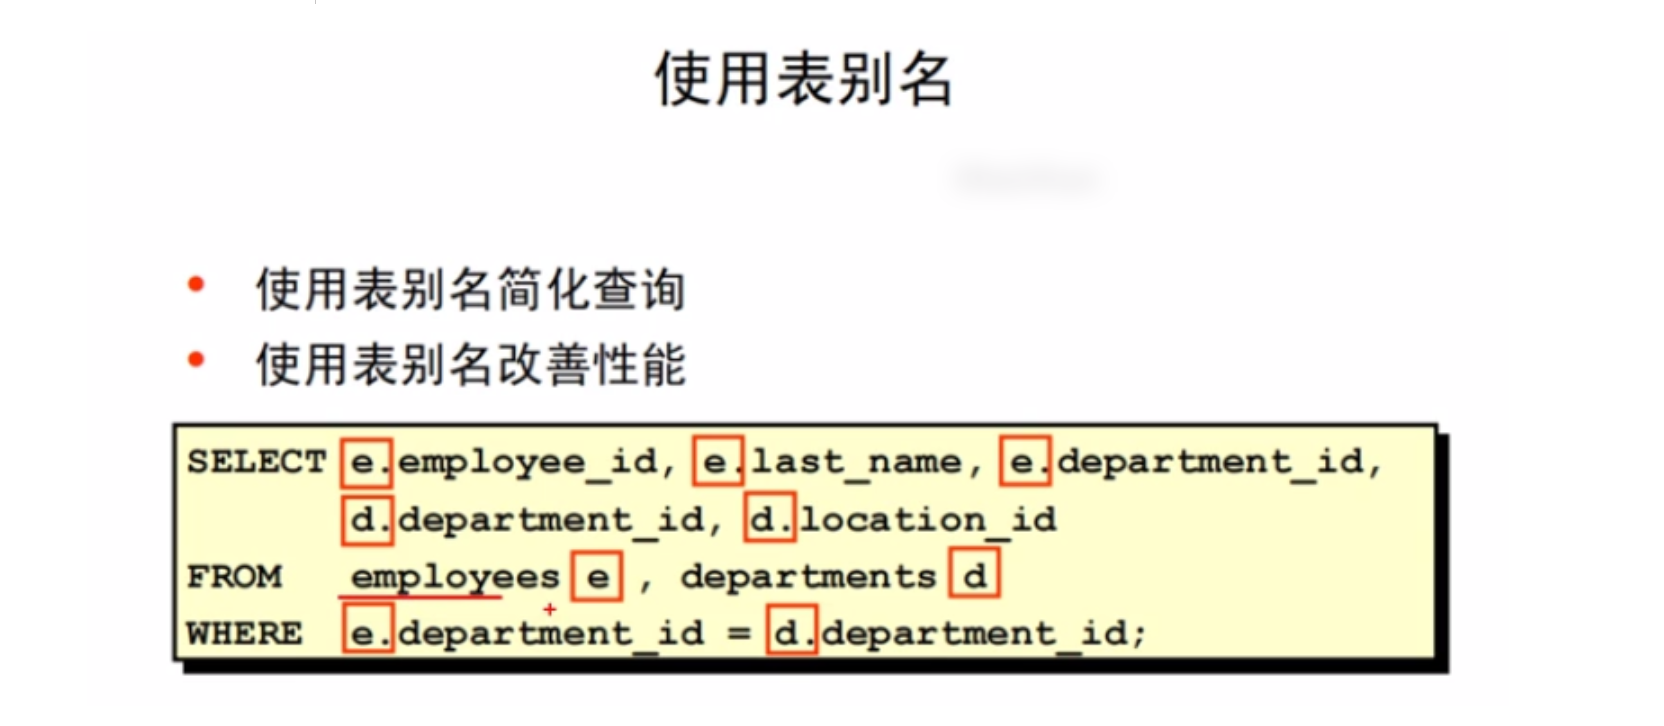 使用表别名
使用表别名简化查询
使用表别名改善性能
SELECT e.employee_id, e.last_name, e.department_id,
d.department_id, d.location_id
FROM employees e , departments d
WHERE e.department_id = d.department_id;